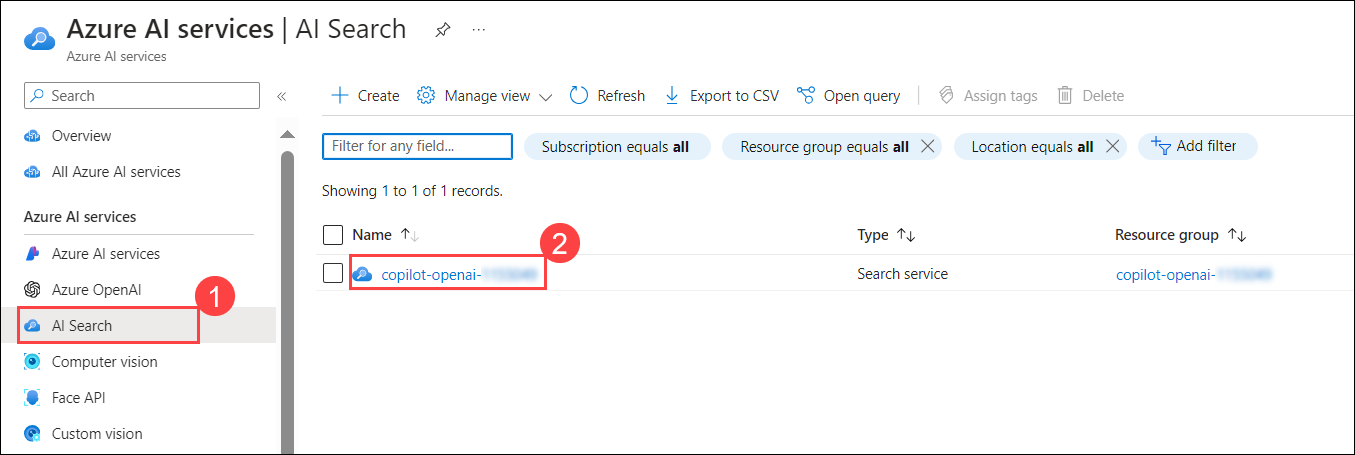 Azure AI services | AI Search ...
Azure AI services
Search «
Create Manage view Refresh Export to CSV Open query Assign tags Delete
Overview
All Azure AI services
Azure AI services
Azure AI services
Azure OpenAI
1
AI Search
Computer vision
Face API
Custom vision
Filter for any field... Subscription equals all Resource group equals all Location equals all Add filter
Showing 1 to 1 of 1 records.
Name Type Resource group
2
copilot-openai- Search service copilot-openai-